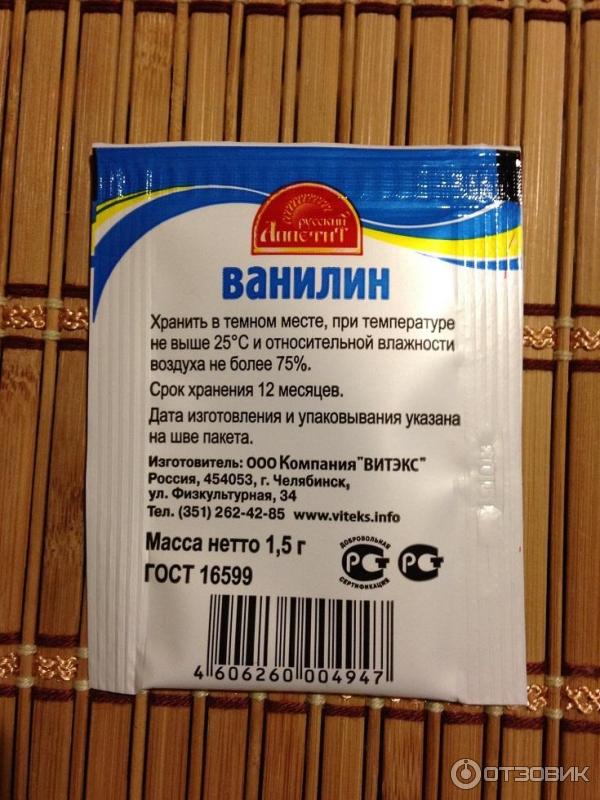 русский
Аппетит
ванилин
Хранить в темном месте, при температуре
не выше 25°С и относительной влажности
воздуха не более 75%.
Срок хранения 12 месяцев.
Дата изготовления и упаковывания указана
на шве пакета.
Изготовитель: ООО Компания "ВИТЭКС"
Россия, 454053, г. Челябинск,
ул. Физкультурная, 34
Тел. (351) 262-42-85 www.viteks.info
Масса нетто 1,5 г
ГОСТ 16599
ДОБРОВОЛЬНАЯ
СЕРТИФИКАЦИЯ
4 606260 004947
ОТЗОВИК